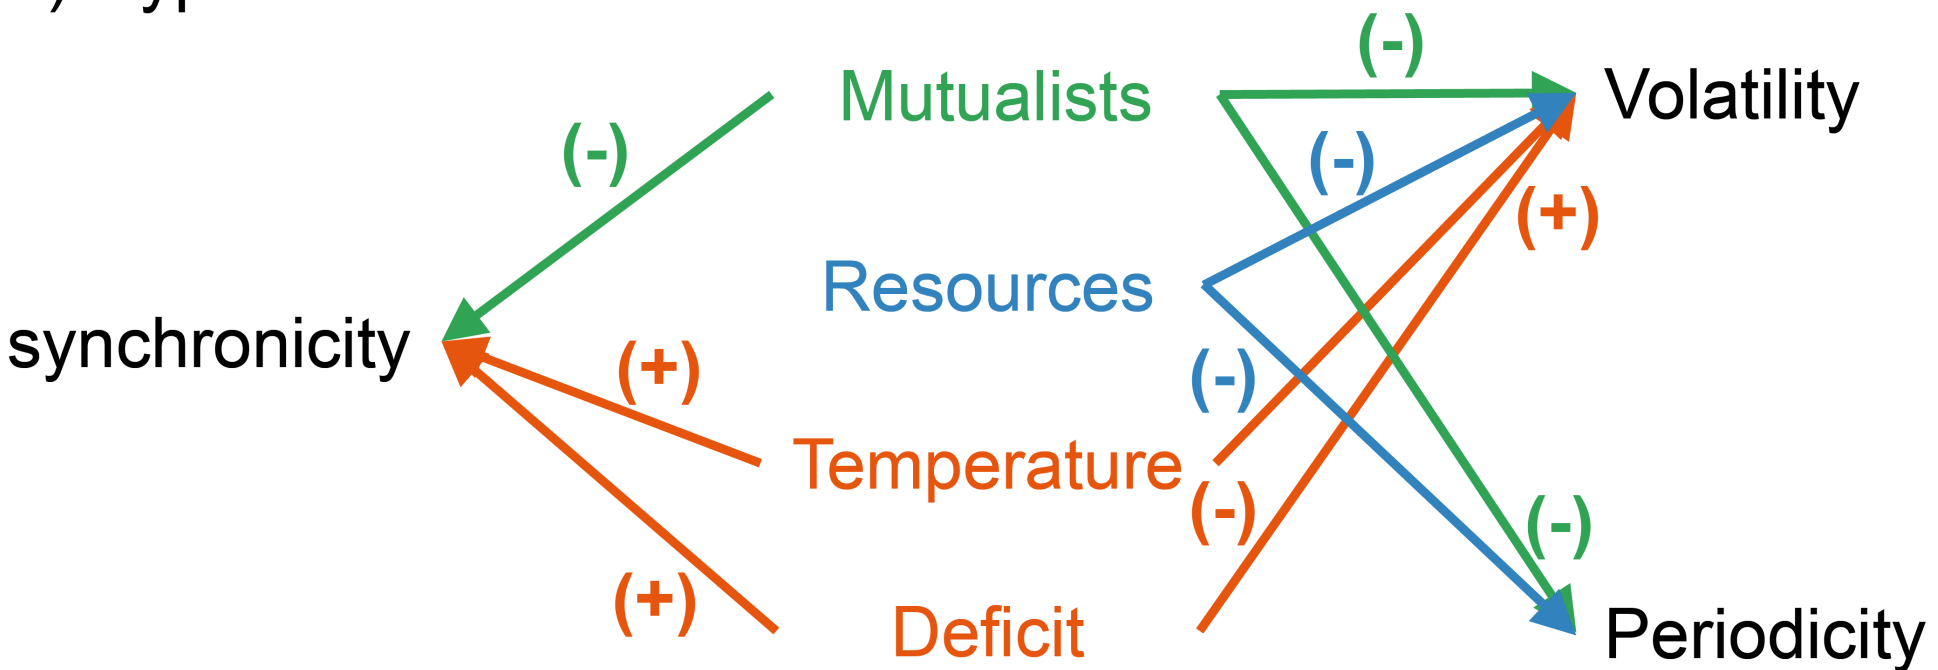 (-)
Mutualists
Volatility
(-)
(-)
(+)
Resources
synchronicity
(+)
(-)
Temperature
(-)
(-)
(+)
Deficit
Periodicity